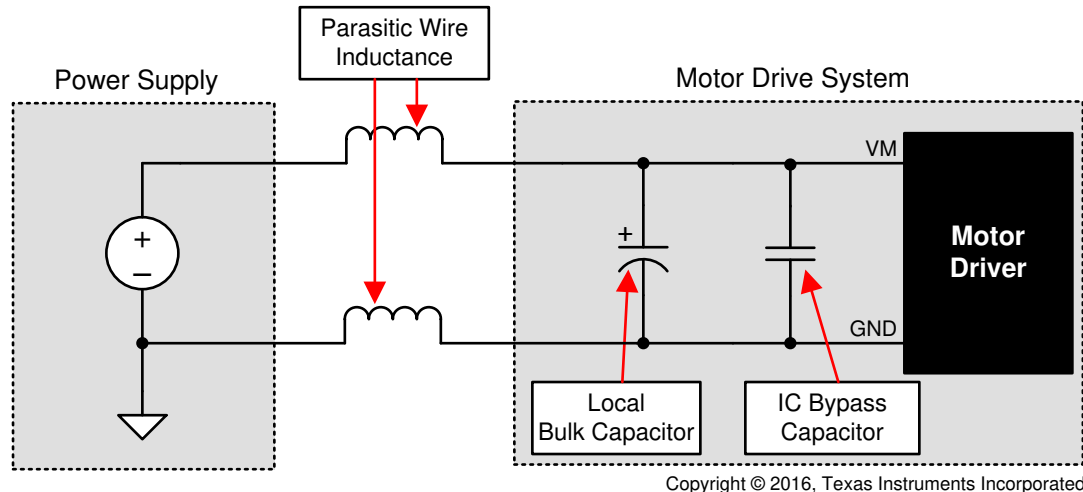 Parasitic Wire
Inductance
Power Supply
Motor Drive System
VM
+
+
–
Motor
Driver
GND
Local
Bulk Capacitor
IC Bypass
Capacitor
Copyright © 2016, Texas Instruments Incorporated